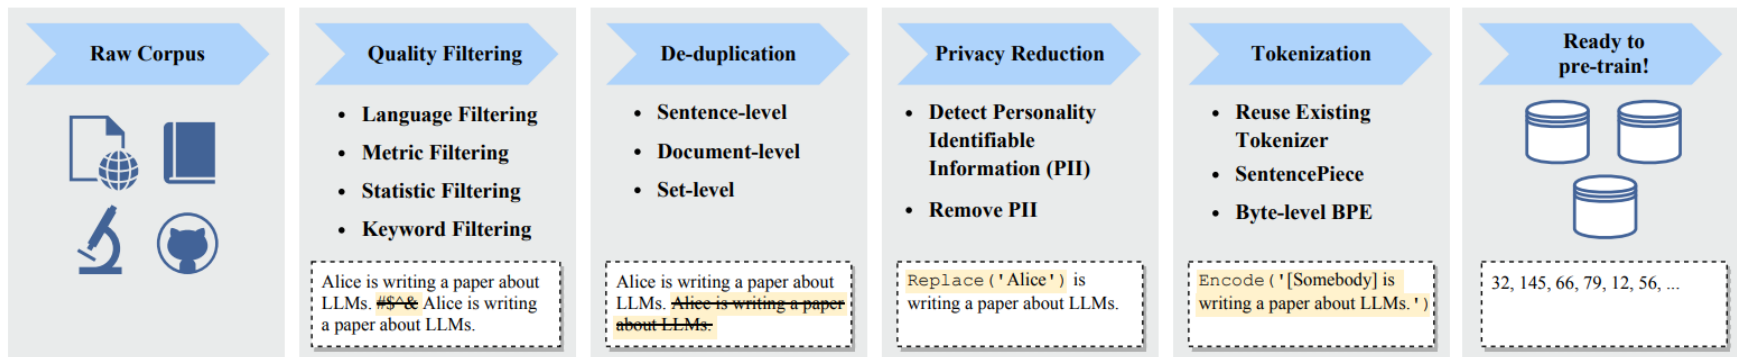 Raw Corpus
Quality Filtering
• Language Filtering
• Metric Filtering
• Statistic Filtering
• Keyword Filtering
Alice is writing a paper about
LLMs. #$^& Alice is writing
a paper about LLMs.
De-duplication
• Sentence-level
• Document-level
• Set-level
Alice is writing a paper about
LLMs. Alice is writing a paper
about LLMs.
Privacy Reduction
• Detect Personality
Identifiable
Information (PII)
• Remove PII
Replace('Alice') is
writing a paper about LLMs.
Tokenization
• Reuse Existing
Tokenizer
• SentencePiece
• Byte-level BPE
Encode('[Somebody] is
writing a paper about LLMs.')
Ready to
pre-train!
32, 145, 66, 79, 12, 56, ...